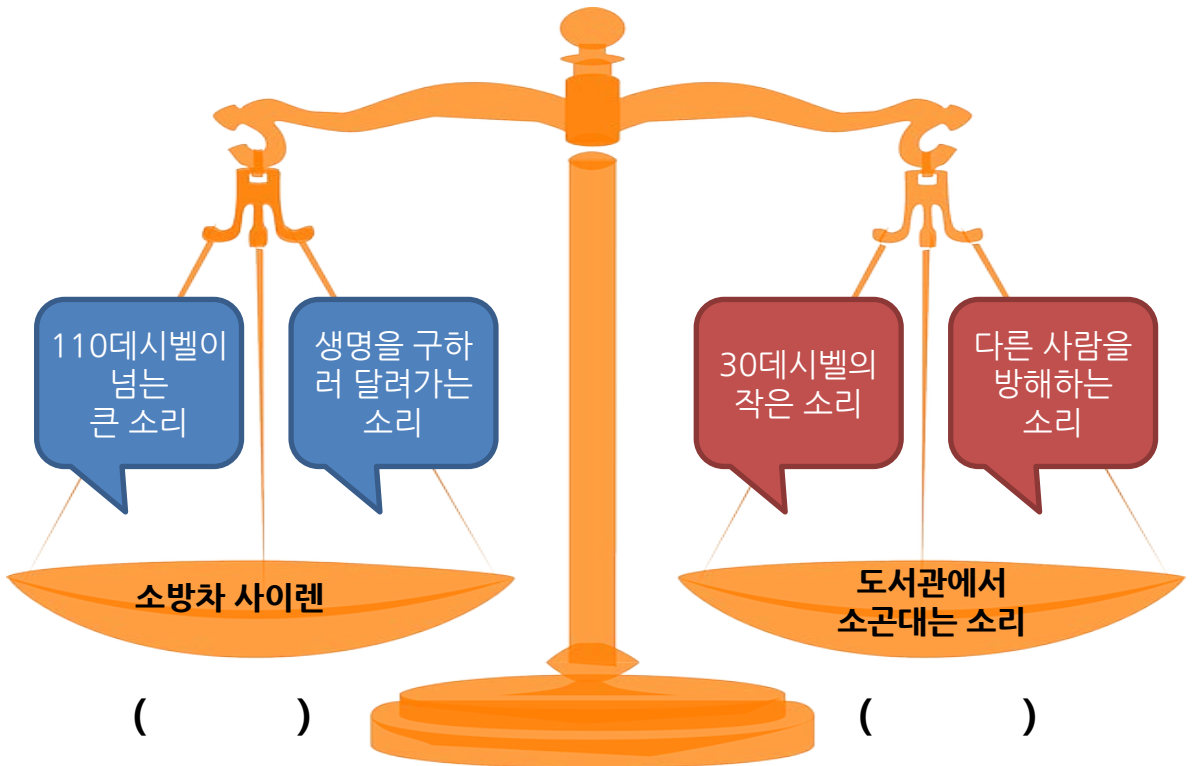 110데시벨이
넘는
큰 소리
생명을 구하
러 달려가는
소리
30데시벨의
작은 소리
다른 사람을
방해하는
소리
소방차 사이렌
도서관에서
소곤대는 소리
( )
( )